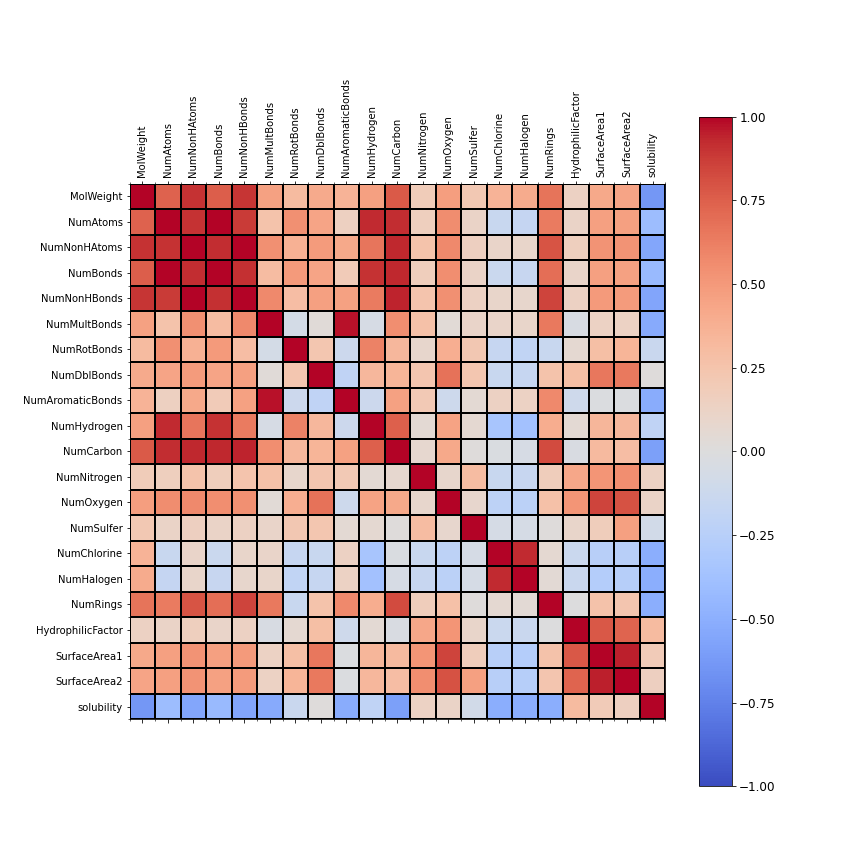 MolWeight
NumAtoms
NumNonHAtoms
NumBonds
NumNonHBonds
NumMultBonds
NumRotBonds
NumDblBonds
NumAromaticBonds
NumHydrogen
NumCarbon
NumNitrogen
NumOxygen
NumSulfer
NumChlorine
NumHalogen
NumRings
HydrophilicFactor
SurfaceArea1
SurfaceArea2
solubility
MolWeight
NumAtoms
NumNonHAtoms
NumBonds
NumNonHBonds
NumMultBonds
NumRotBonds
NumDblBonds
NumAromaticBonds
NumHydrogen
NumCarbon
NumNitrogen
NumOxygen
NumSulfer
NumChlorine
NumHalogen
NumRings
HydrophilicFactor
SurfaceArea1
SurfaceArea2
solubility
1.00
0.75
0.50
0.25
0.00
−0.25
−0.50
−0.75
−1.00